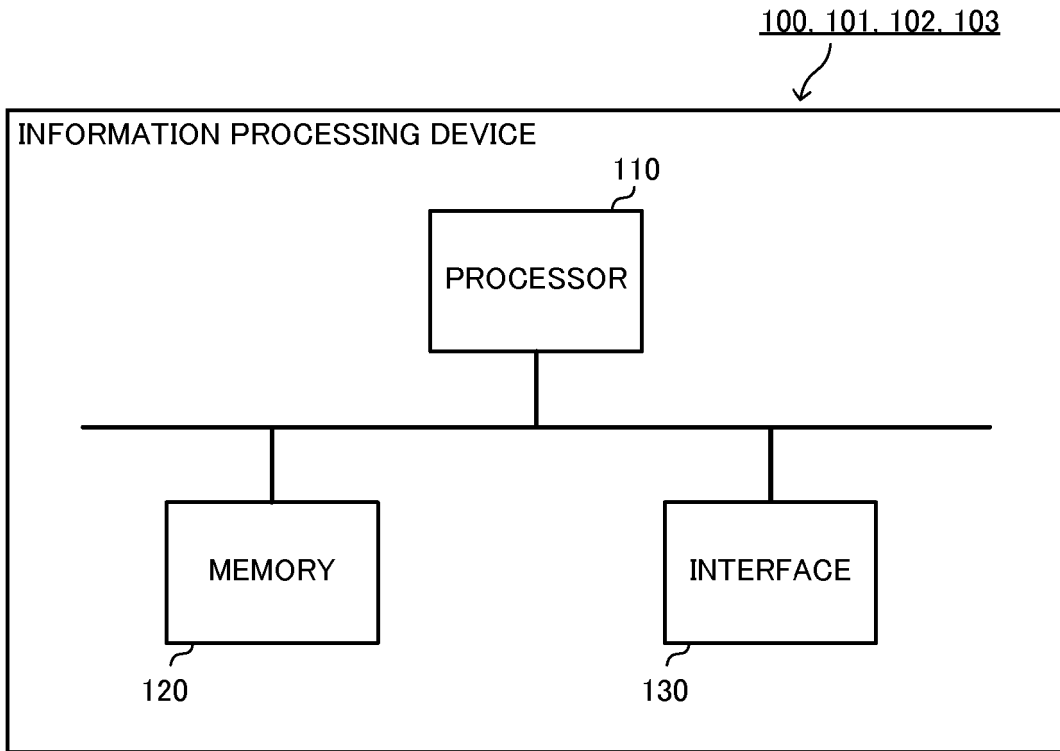 100, 101, 102, 103
INFORMATION PROCESSING DEVICE
110
PROCESSOR
MEMORY
INTERFACE
120
130